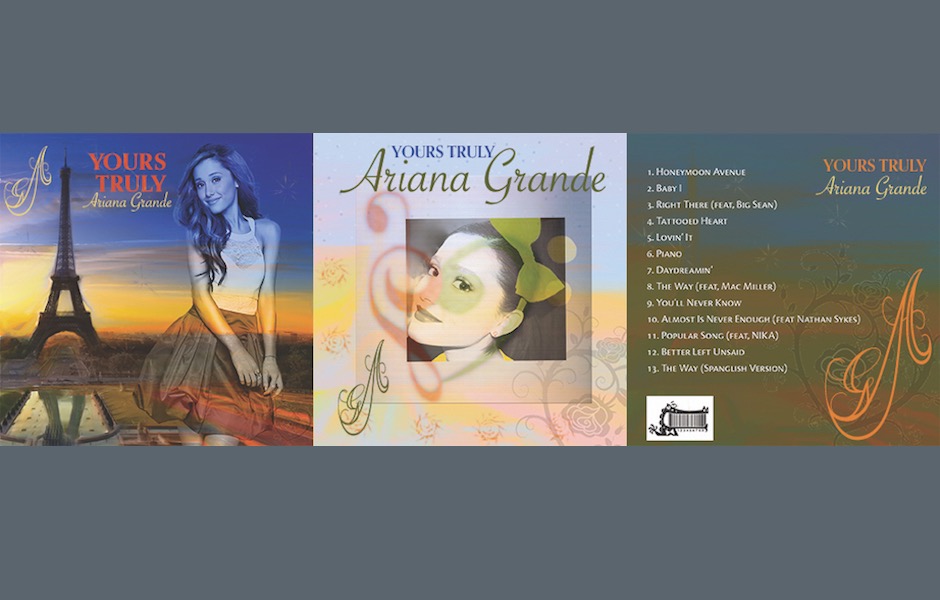 YOURS
TRULY
Ariana Grande
AG
YOURS TRULY
Ariana Grande
AG
YOURS TRULY
Ariana Grande
1. Honeymoon Avenue
2. Baby I
3. Right There (feat, Big Sean)
4. Tattooed Heart
5. Lovin' It
6. Piano
7. Daydreamin'
8. The Way (feat, Mac Miller)
9. You'll Never Know
10. Almost Is Never Enough (feat Nathan Sykes)
11. Popular Song (feat, NIKA)
12. Better Left Unsaid
13. The Way (Spanglish Version)
AG